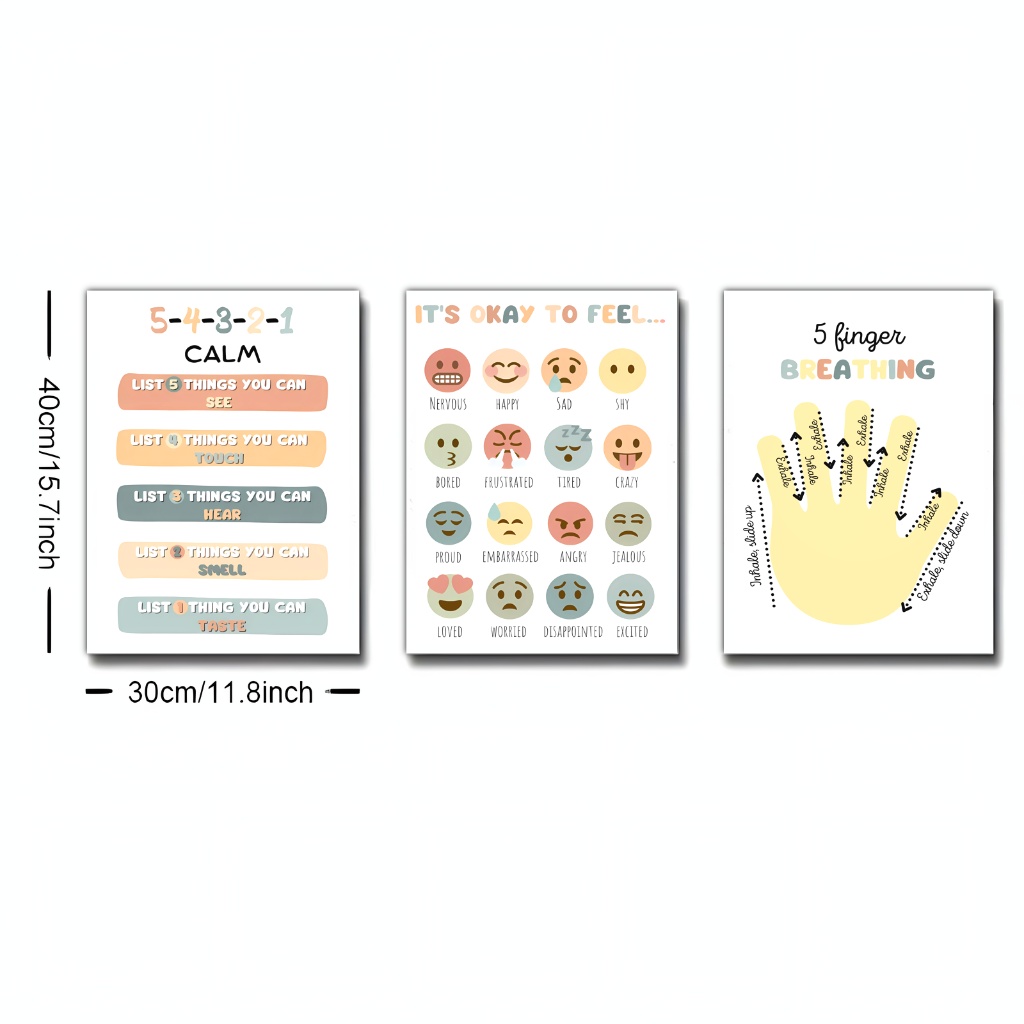 40cm/15.7inch
5-4-3-2-1
CALM
LIST 5 THINGS YOU CAN
SEE
LIST 4 THINGS YOU CAN
TOUCH
LIST 3 THINGS YOU CAN
HEAR
LIST 2 THINGS YOU CAN
SMELL
LIST 1 THING YOU CAN
TASTE
30cm/11.8inch
IT'S OKAY TO FEEL...
NERVOUS HAPPY SAD SHY
BORED FRUSTRATED TIRED CRAZY
PROUD EMBARRASSED ANGRY JEALOUS
LOVED WORRIED DISAPPOINTED EXCITED
zzz
5 finger
BREATHING
Inhale, slide up
Exhale
Inhale
Exhale
Inhale
Exhale
Inhale
Exhale
Inhale
Exhale, slide down